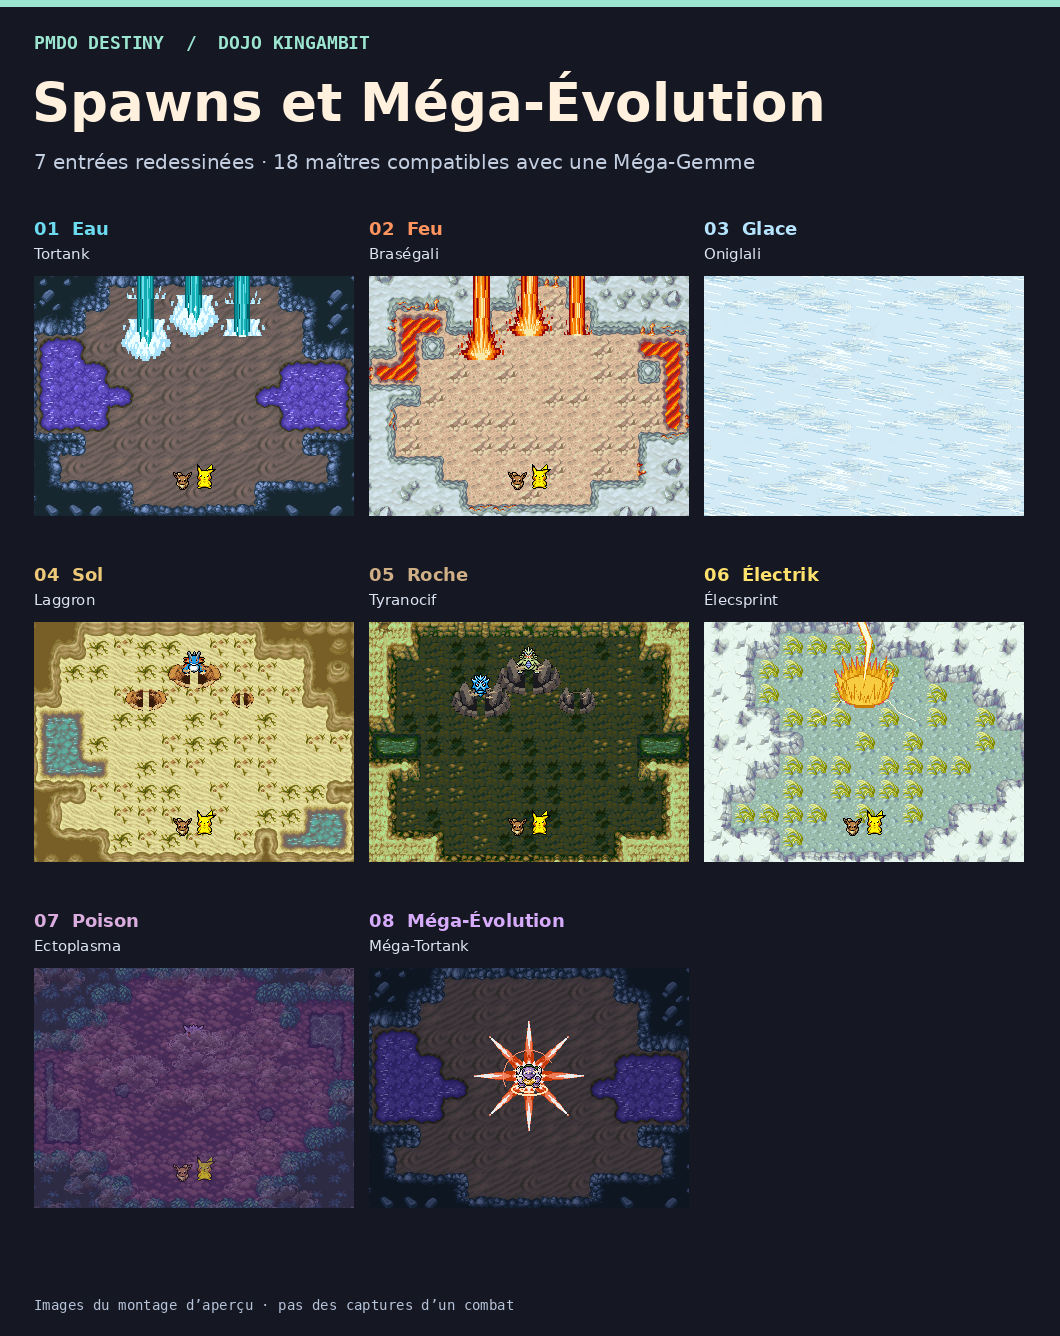 PMDO DESTINY / DOJO KINGAMBIT
Spawns et Méga-Évolution
7 entrées redessinées · 18 maîtres compatibles avec une Méga-Gemme
01 Eau
Tortank
02 Feu
Braségali
03 Glace
Oniglali
04 Sol
Laggron
05 Roche
Tyranocif
06 Électrik
Élecsprint
07 Poison
Ectoplasma
08 Méga-Évolution
Méga-Tortank
Images du montage d’aperçu · pas des captures d’un combat